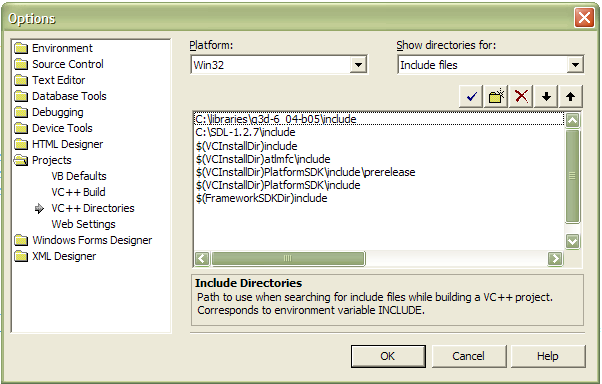 Options
Environment
Source Control
Text Editor
Database Tools
Debugging
Device Tools
HTML Designer
Projects
VB Defaults
VC++ Build
VC++ Directories
Web Settings
Windows Forms Designer
XML Designer
Platform:
Win32
Show directories for:
Include files
C:\libraries\g3d-6_04-b05\include
C:\SDL-1.2.7\include
$(VCInstallDir)include
$(VCInstallDir)atlmfc\include
$(VCInstallDir)PlatformSDK\include\prerelease
$(VCInstallDir)PlatformSDK\include
$(FrameworkSDKDir)include
Include Directories
Path to use when searching for include files while building a VC++ project.
Corresponds to environment variable INCLUDE.
OK
Cancel
Help